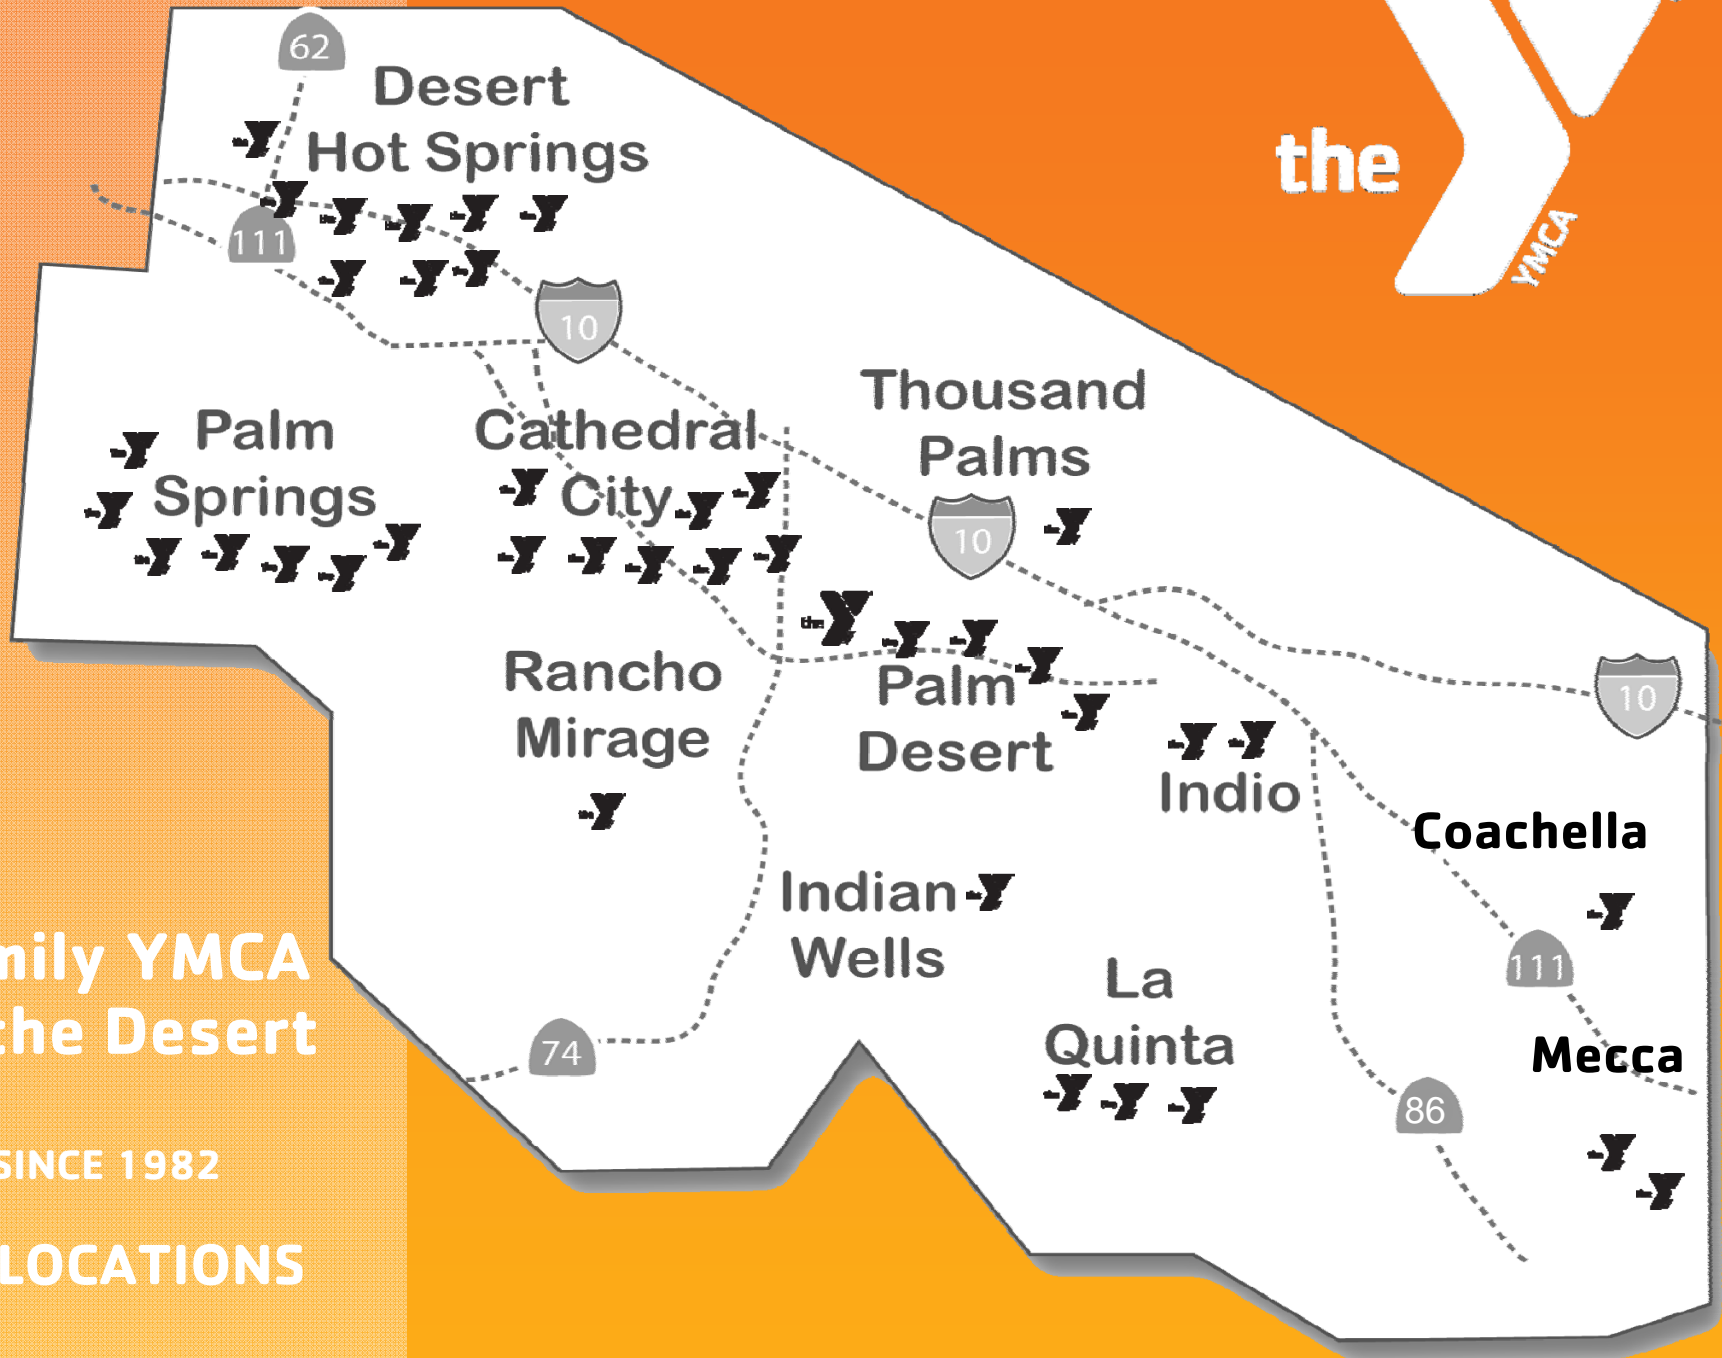 62
Desert
Hot Springs
the
YMCA
111
10
Thousand
Palms
10
Palm
Springs
Cathedral
City
the
Rancho
Mirage
Palm
Desert
10
Indio
Coachella
Indian
Wells
111
La
Quinta
Mecca
74
86
mily YMCA
the Desert
SINCE 1982
LOCATIONS